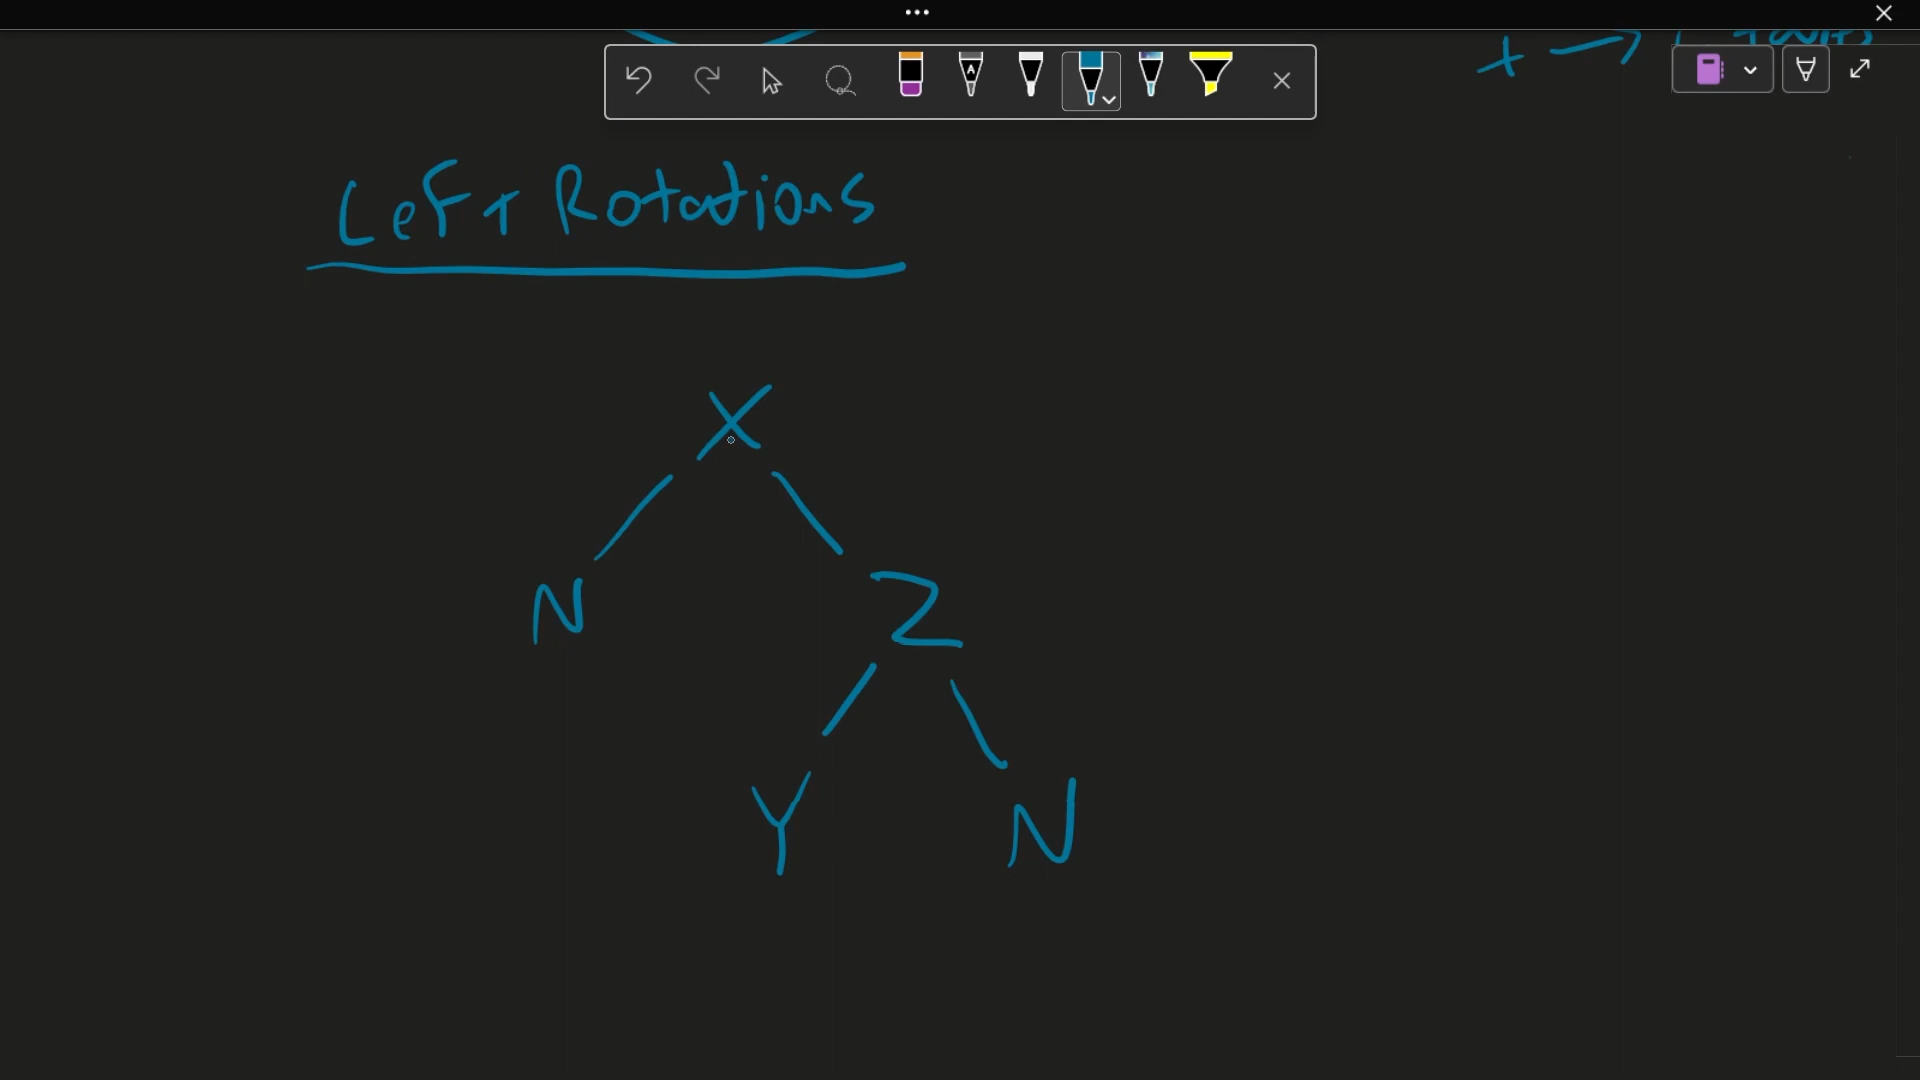 x →
Left Rotations
X
N Z
Y N